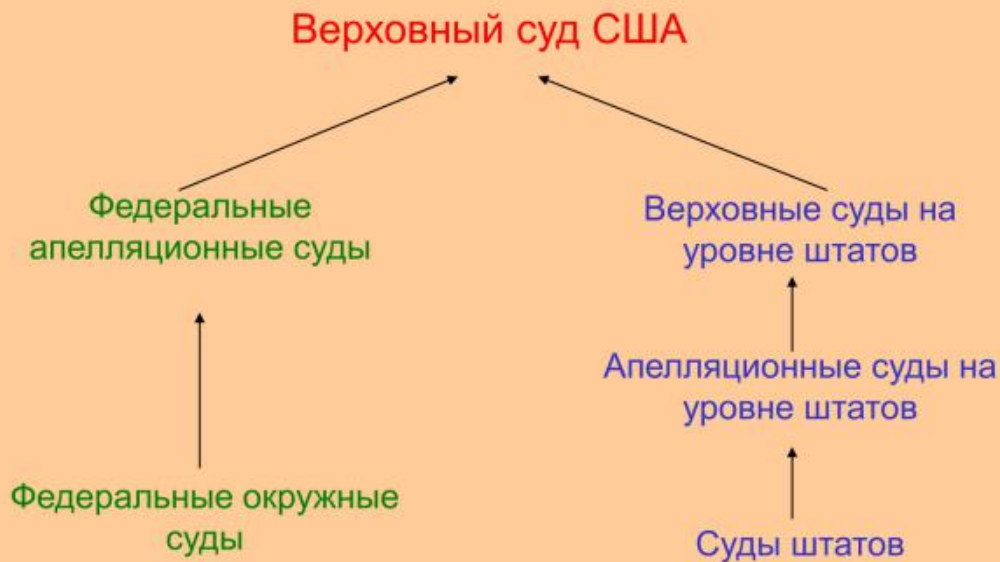 Верховный суд США
Федеральные
апелляционные суды
Верховные суды на
уровне штатов
Апелляционные суды на
уровне штатов
Федеральные окружные
суды
Суды штатов